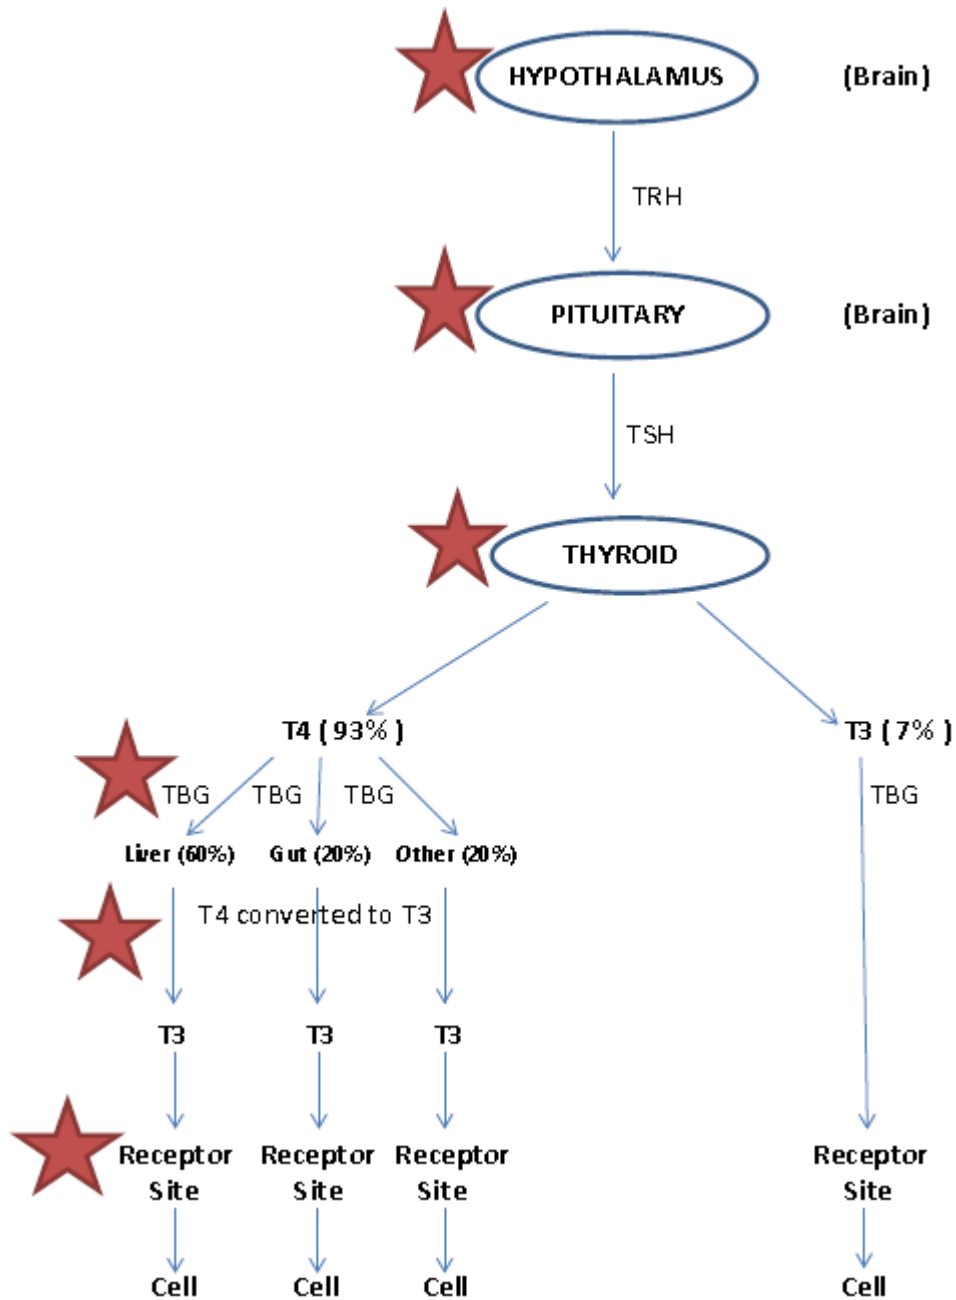 HYPOTHALAMUS (Brain)
TRH
PITUITARY (Brain)
TSH
THYROID
T4 ( 93% ) T3 ( 7% )
TBG TBG TBG TBG
Liver (60%) Gut (20%) Other (20%)
T4 converted to T3
T3 T3 T3
Receptor Receptor Receptor Receptor
Site Site Site Site
Cell Cell Cell Cell